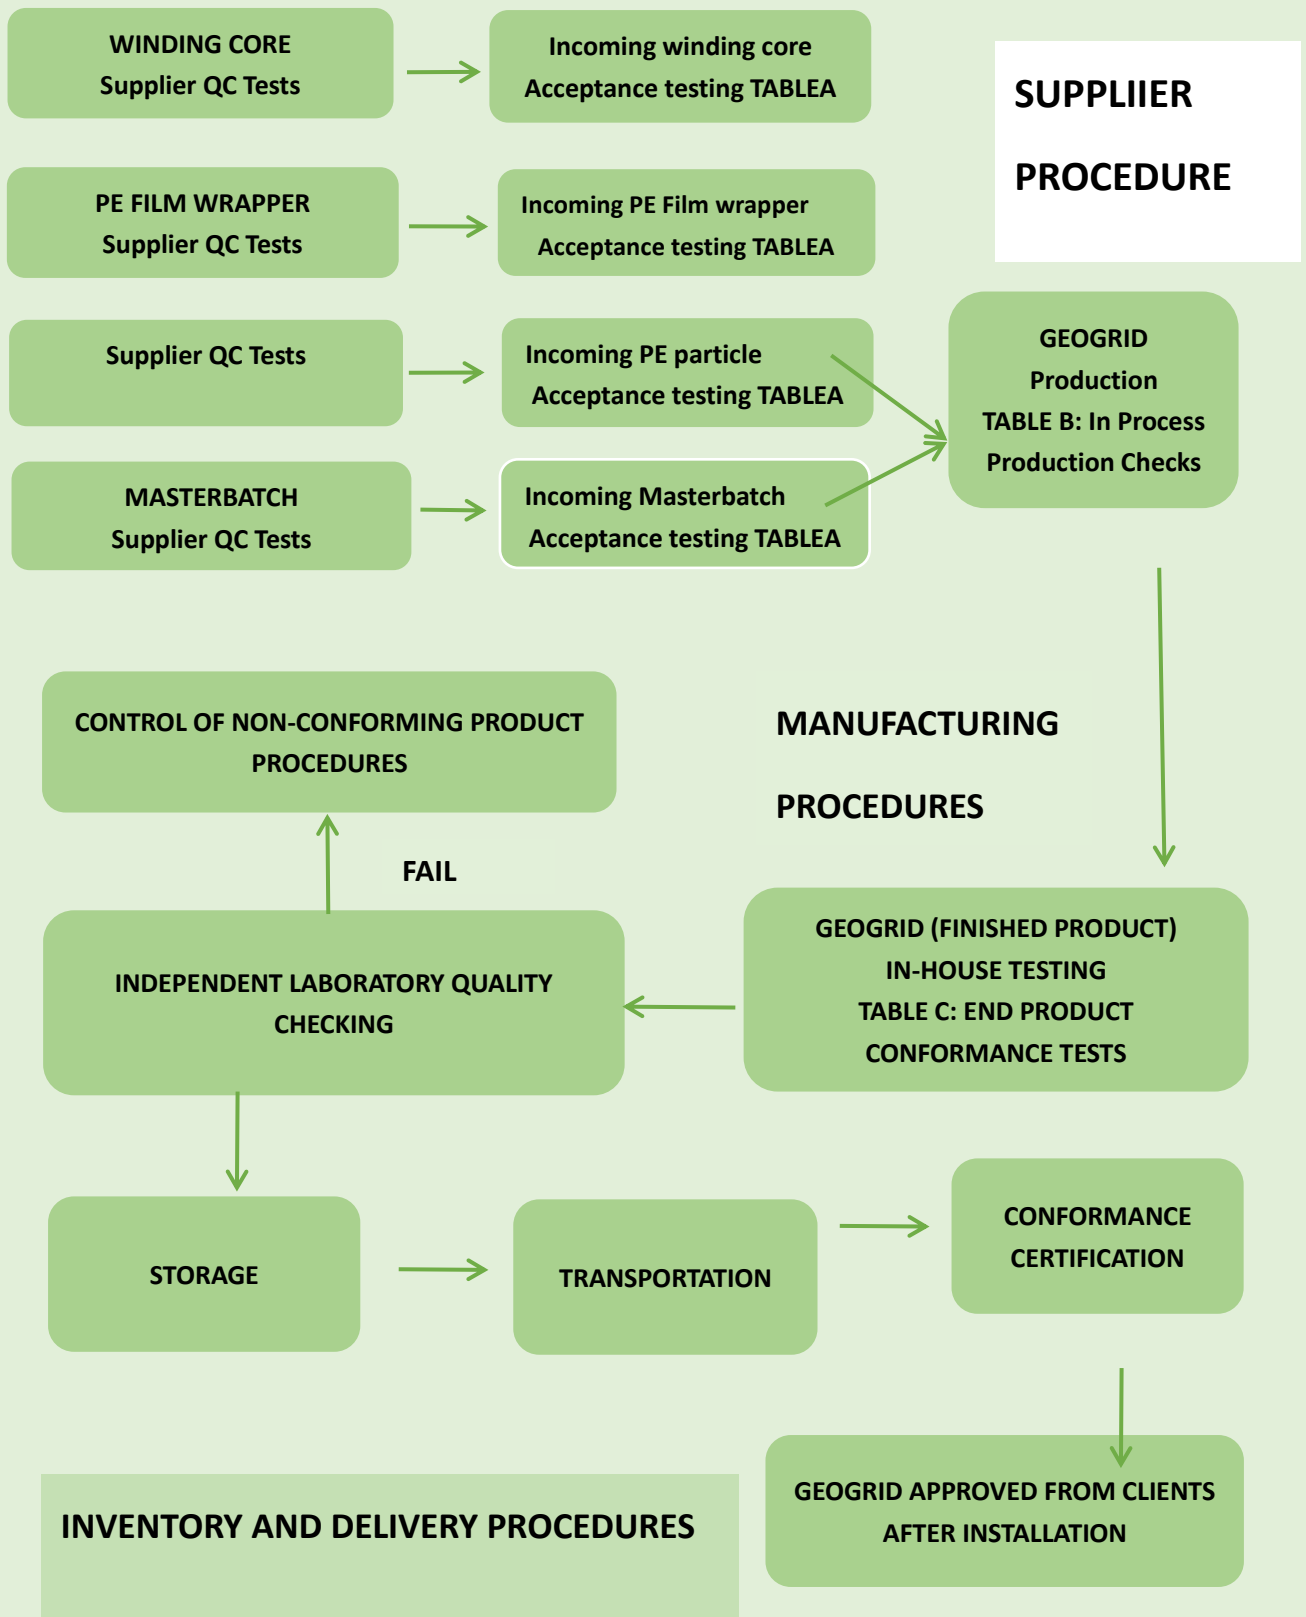 WINDING CORE
Supplier QC Tests
Incoming winding core
Acceptance testing TABLEA
SUPPLIIER
PROCEDURE
PE FILM WRAPPER
Supplier QC Tests
Incoming PE Film wrapper
Acceptance testing TABLEA
Supplier QC Tests
Incoming PE particle
Acceptance testing TABLEA
GEOGRID
Production
TABLE B: In Process
Production Checks
MASTERBATCH
Supplier QC Tests
Incoming Masterbatch
Acceptance testing TABLEA
CONTROL OF NON-CONFORMING PRODUCT
PROCEDURES
MANUFACTURING
PROCEDURES
FAIL
INDEPENDENT LABORATORY QUALITY
CHECKING
GEOGRID (FINISHED PRODUCT)
IN-HOUSE TESTING
TABLE C: END PRODUCT
CONFORMANCE TESTS
STORAGE
TRANSPORTATION
CONFORMANCE
CERTIFICATION
GEOGRID APPROVED FROM CLIENTS
AFTER INSTALLATION
INVENTORY AND DELIVERY PROCEDURES